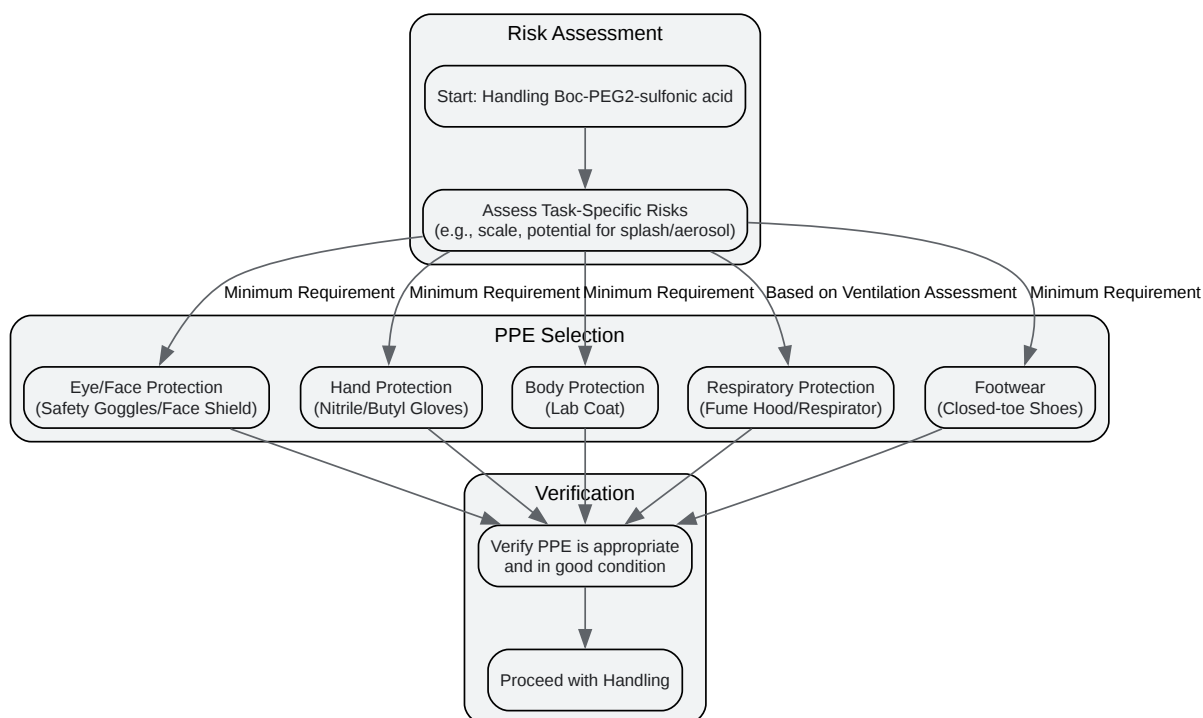 Risk Assessment
Start: Handling Boc-PEG2-sulfonic acid
Assess Task-Specific Risks
(e.g., scale, potential for splash/aerosol)
Minimum Requirement
Minimum Requirement
Minimum Requirement
Based on Ventilation Assessment
Minimum Requirement
PPE Selection
Eye/Face Protection
(Safety Goggles/Face Shield)
Hand Protection
(Nitrile/Butyl Gloves)
Body Protection
(Lab Coat)
Respiratory Protection
(Fume Hood/Respirator)
Footwear
(Closed-toe Shoes)
Verification
Verify PPE is appropriate
and in good condition
Proceed with Handling